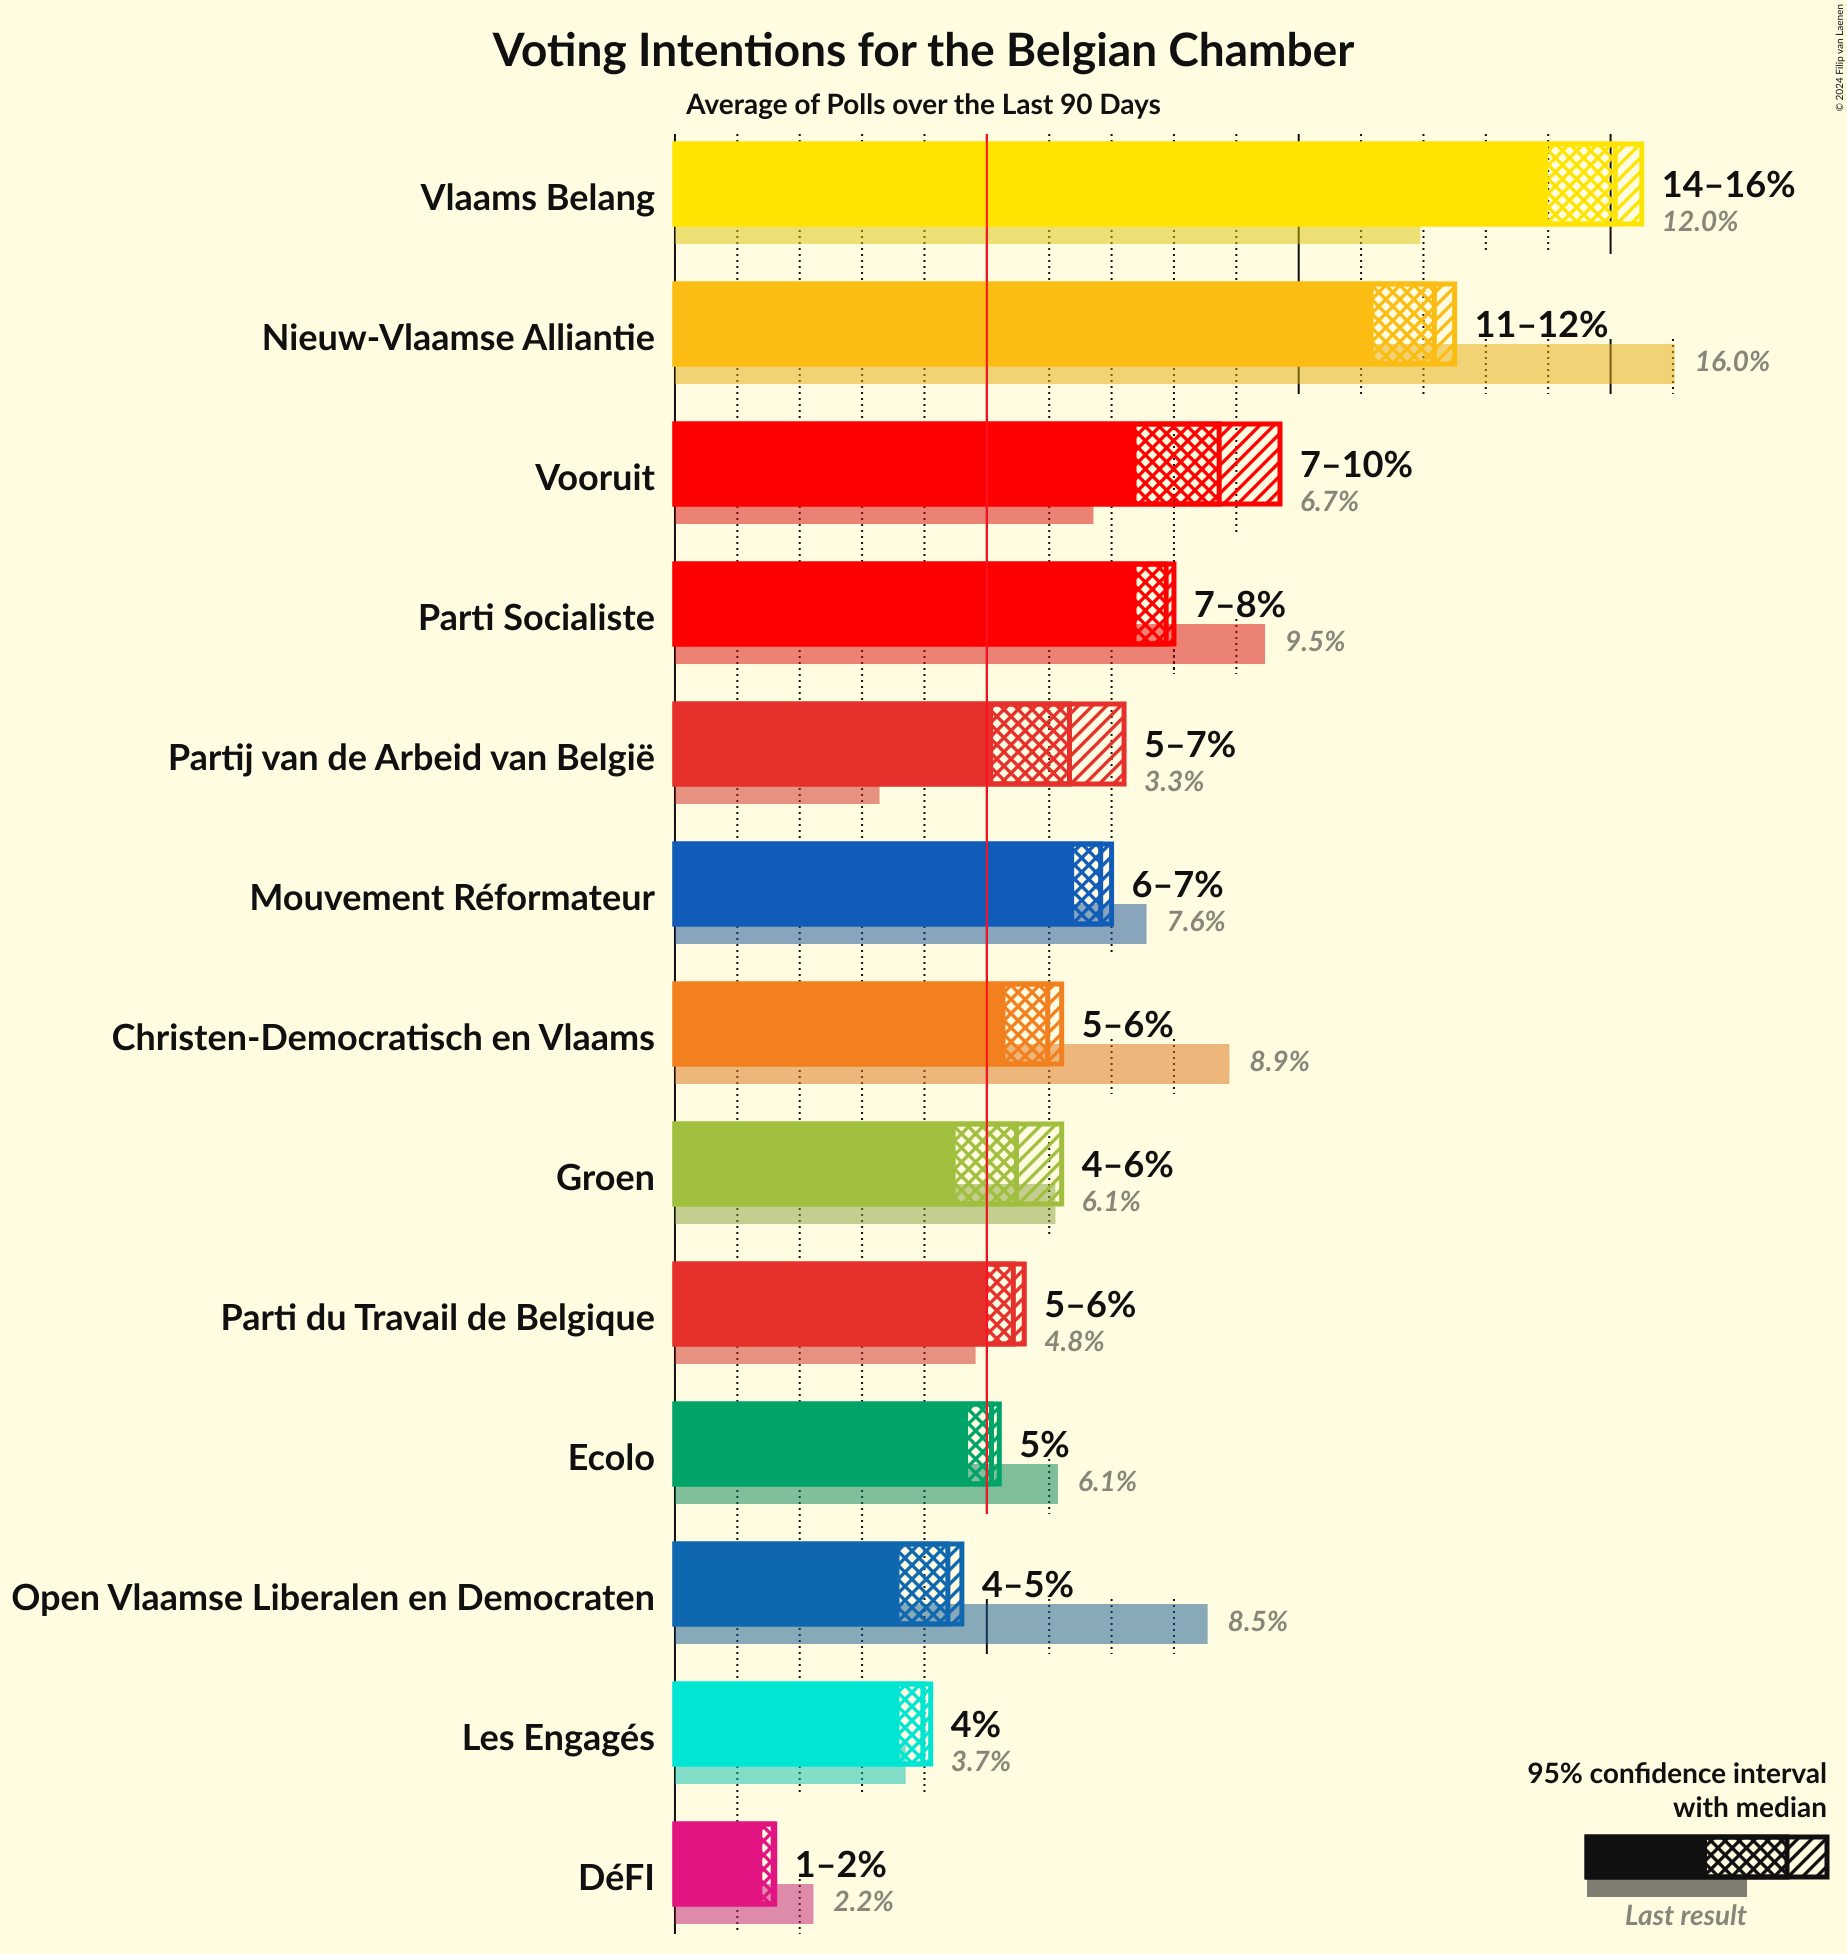 Voting Intentions for the Belgian Chamber
Average of Polls over the Last 90 Days
© 2024 Filip van Laenen
Vlaams Belang
14–16%
12.0%
Nieuw-Vlaamse Alliantie
11–12%
16.0%
Vooruit
7–10%
6.7%
Parti Socialiste
7–8%
9.5%
Partij van de Arbeid van België
5–7%
3.3%
Mouvement Réformateur
6–7%
7.6%
Christen-Democratisch en Vlaams
5–6%
8.9%
Groen
4–6%
6.1%
Parti du Travail de Belgique
5–6%
4.8%
Ecolo
5%
6.1%
Open Vlaamse Liberalen en Democraten
4–5%
8.5%
Les Engagés
4%
3.7%
DéFI
1–2%
2.2%
95% confidence interval
with median
Last result